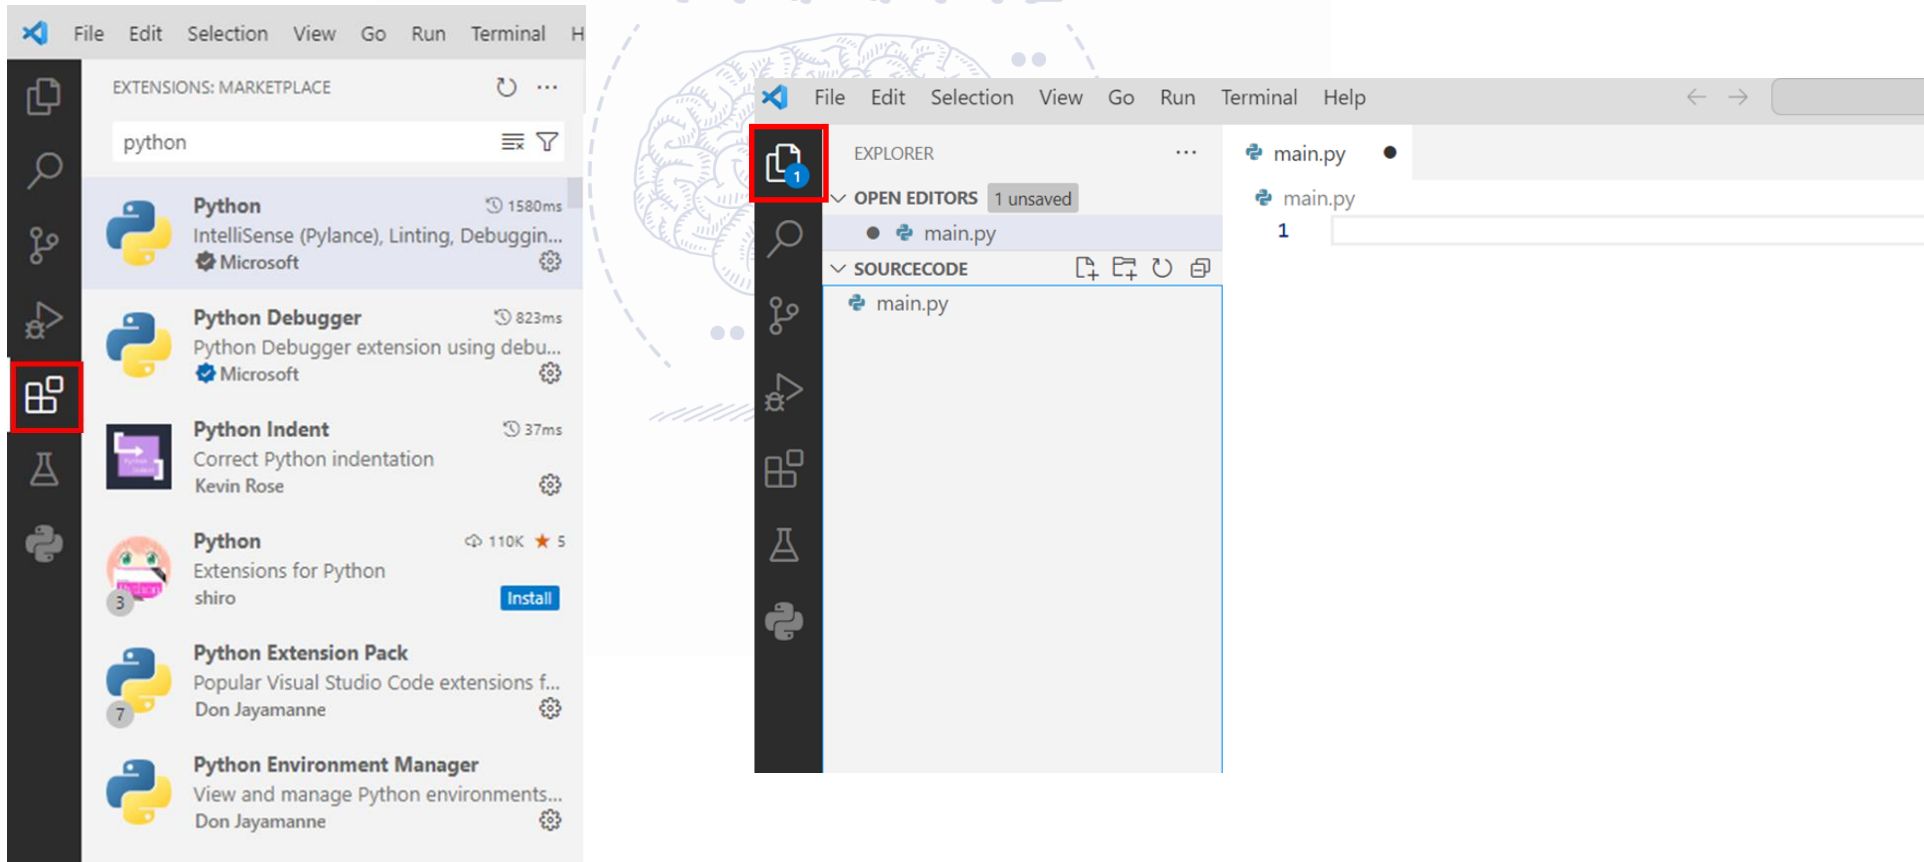 File Edit Selection View Go Run Terminal H
EXTENSIONS: MARKETPLACE
python
Python 1580ms
IntelliSense (Pylance), Linting, Debuggin...
Microsoft
Python Debugger 823ms
Python Debugger extension using debu...
Microsoft
Python Indent 37ms
Correct Python indentation
Kevin Rose
Python 110K ★ 5
Extensions for Python
3 shiro Install
Python Extension Pack
Popular Visual Studio Code extensions f...
7 Don Jayamanne
Python Environment Manager
View and manage Python environments...
Don Jayamanne
File Edit Selection View Go Run Terminal Help
1
EXPLORER
OPEN EDITORS 1 unsaved
main.py
SOURCECODE
main.py
main.py
main.py
1